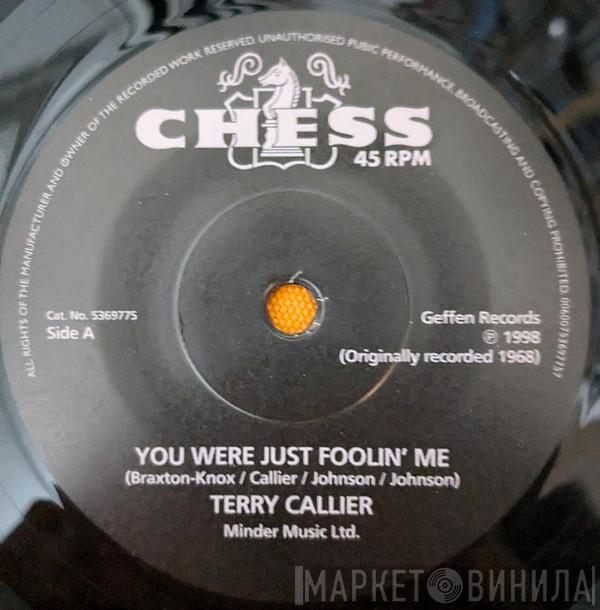 ALL RIGHTS OF THE MANUFACTURER AND OWNER OF THE RECORDED WORK RESERVED. UNAUTHORISED PUBIC PERFORMANCE, BROADCASTING AND COPYING PROHIBITED 00600753697757
CHESS
45 RPM
Cat. No. 5369775
Side A
Geffen Records
℗ 1998
(Originally recorded 1968)
YOU WERE JUST FOOLIN' ME
(Braxton-Knox / Callier / Johnson / Johnson)
TERRY CALLIER
Minder Music Ltd.
МАРКЕТ ВИНИЛА